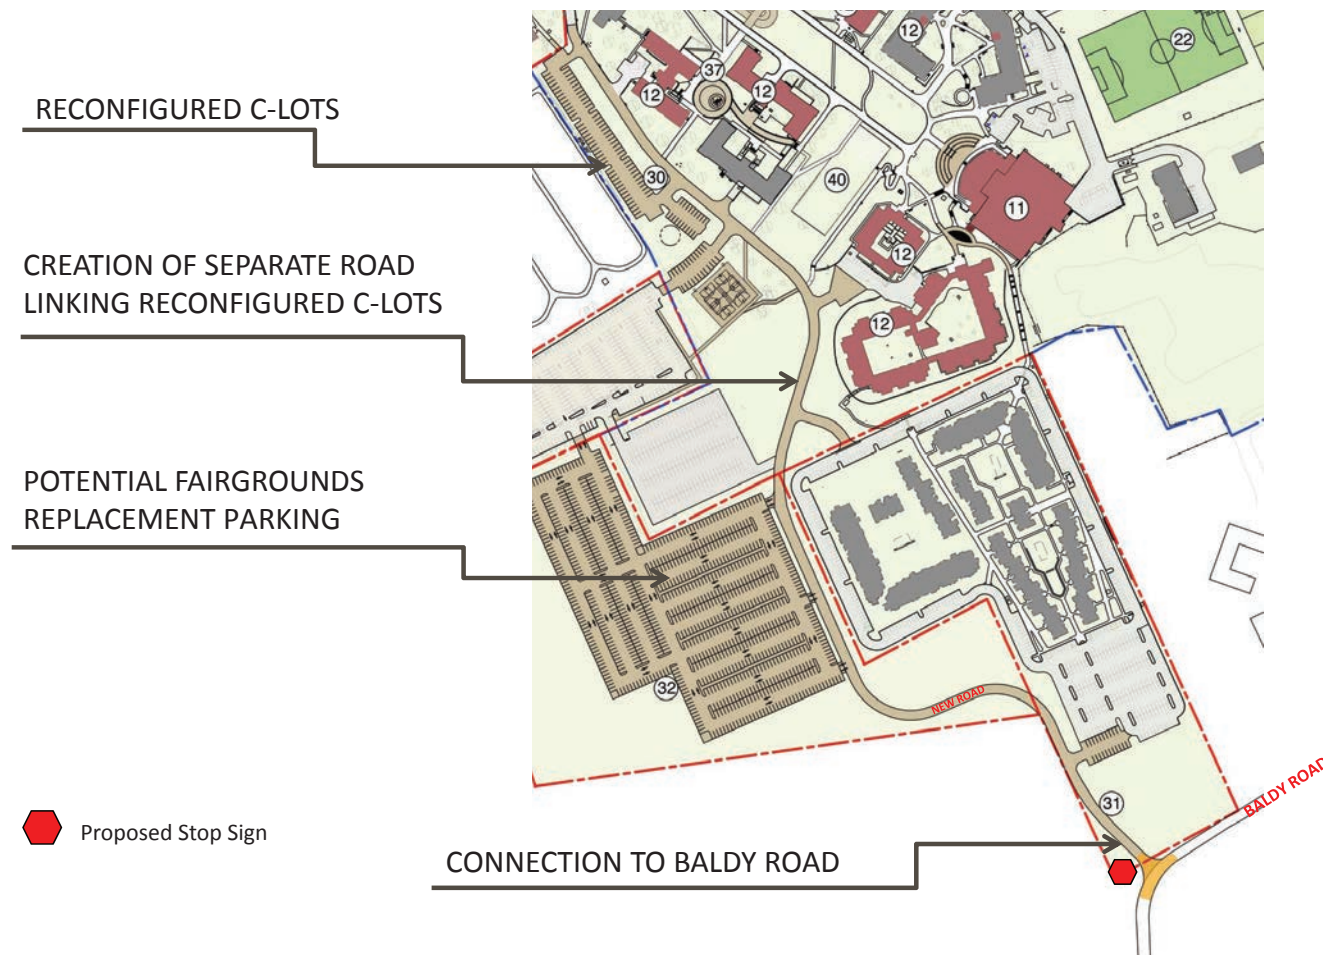 RECONFIGURED C-LOTS
CREATION OF SEPARATE ROAD
LINKING RECONFIGURED C-LOTS
POTENTIAL FAIRGROUNDS
REPLACEMENT PARKING
Proposed Stop Sign
CONNECTION TO BALDY ROAD
12
22
37
12
12
30
40
11
12
12
32
NEW ROAD
31
BALDY ROAD